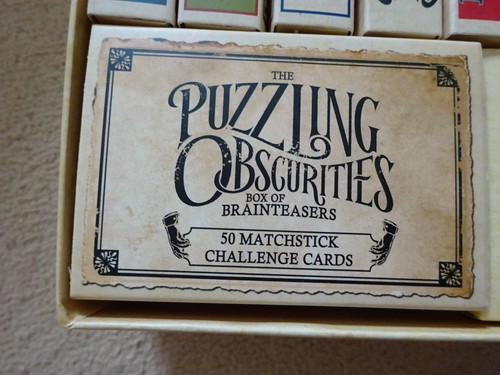 THE
PUZZLING
OBSCURITIES
BOX OF
BRAINTEASERS
50 MATCHSTICK
CHALLENGE CARDS